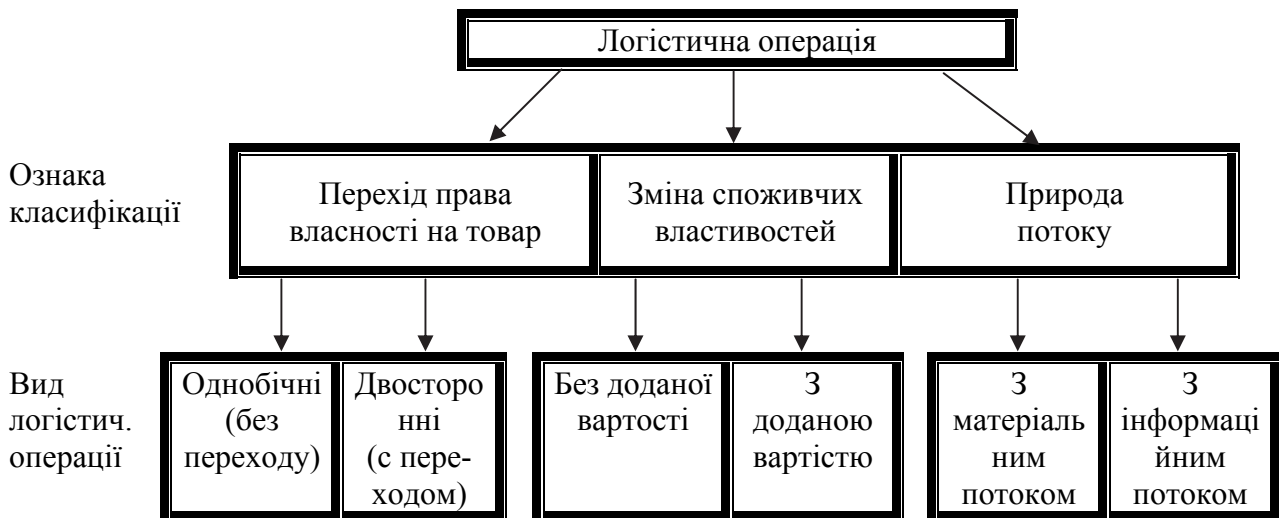 Логістична операція
Ознака
класифікації
Перехід права
власності на товар
Зміна споживчих
властивостей
Природа
потоку
Вид
логістич.
операції
Однобічні
(без
переходу)
Двосторо
нні
(с пере-
ходом)
Без доданої
вартості
З
доданою
вартістю
З
матеріаль
ним
потоком
З
інформаці
йним
потоком